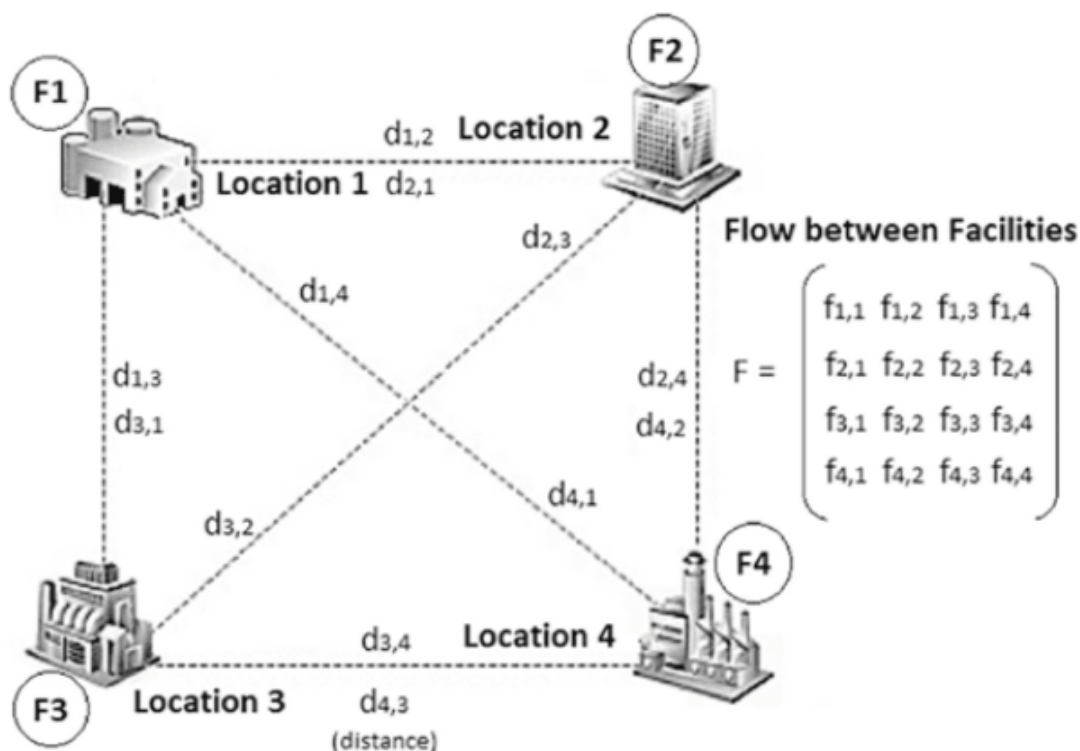 F1
F2
d1,2 Location 2
Location 1 d2,1
d2,3
Flow between Facilities
d1,4
f1,1 f1,2 f1,3 f1,4
d1,3
d2,4
F =
f2,1 f2,2 f2,3 f2,4
d3,1
d4,2
f3,1 f3,2 f3,3 f3,4
f4,1 f4,2 f4,3 f4,4
d4,1
d3,2
F4
d3,4 Location 4
F3
Location 3 d4,3
(distance)